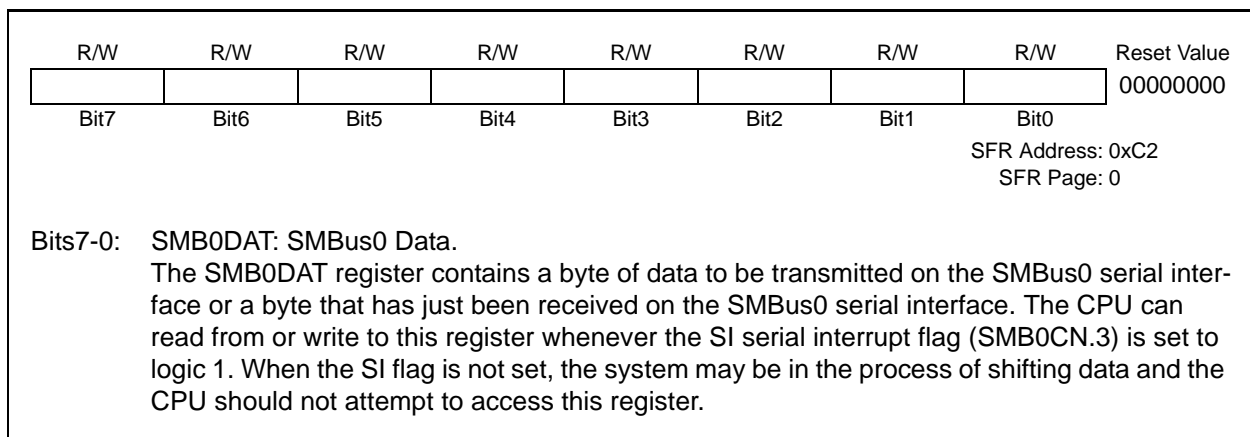 R/W R/W R/W R/W R/W R/W R/W R/W Reset Value
00000000
Bit7 Bit6 Bit5 Bit4 Bit3 Bit2 Bit1 Bit0
SFR Address: 0xC2
SFR Page: 0
Bits7-0: SMB0DAT: SMBus0 Data.
The SMB0DAT register contains a byte of data to be transmitted on the SMBus0 serial inter-
face or a byte that has just been received on the SMBus0 serial interface. The CPU can
read from or write to this register whenever the SI serial interrupt flag (SMB0CN.3) is set to
logic 1. When the SI flag is not set, the system may be in the process of shifting data and the
CPU should not attempt to access this register.